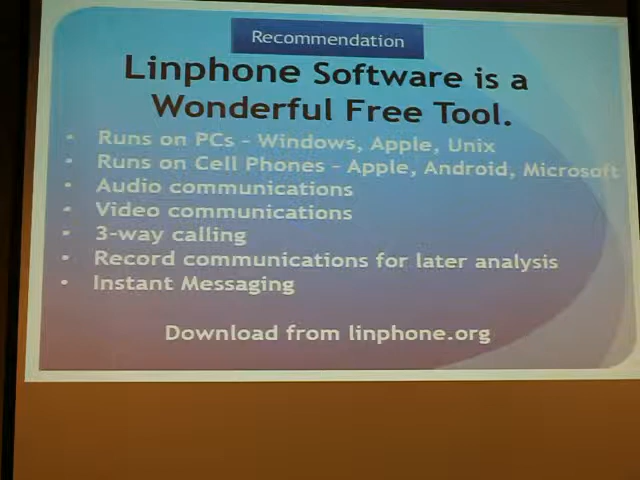 Recommendation
Linphone Software is a
Wonderful Free Tool.
• Runs on PCs – Windows, Apple, Unix
• Runs on Cell Phones – Apple, Android, Microsoft
• Audio communications
• Video communications
• 3-way calling
• Record communications for later analysis
• Instant Messaging
Download from linphone.org